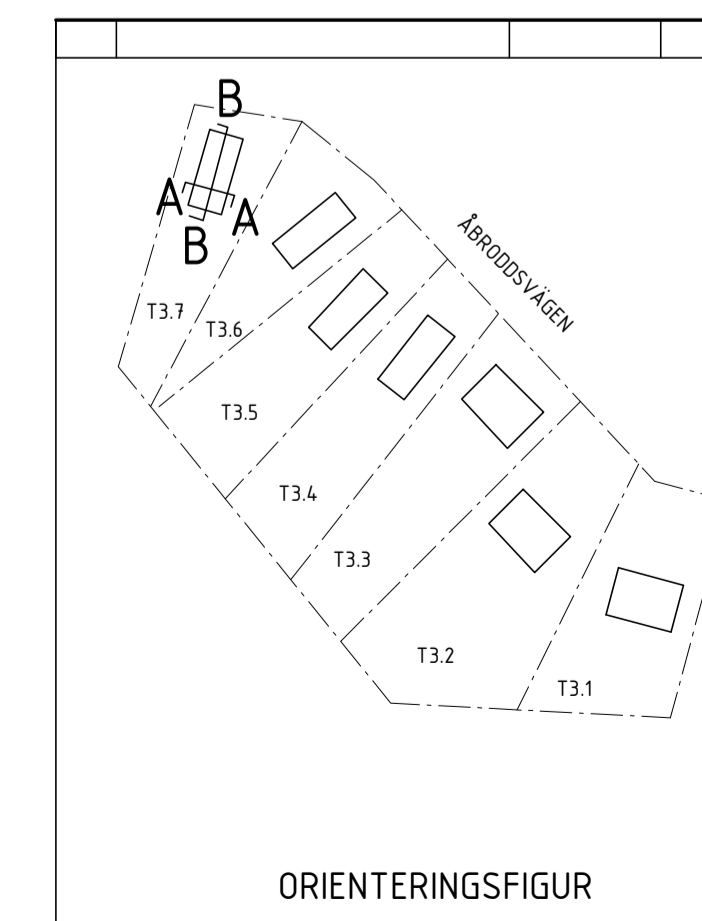 B
A
A
B
ÅBRODDSVÄGEN
T3.7
T3.6
T3.5
T3.4
T3.3
T3.2
T3.1
ORIENTERINGSFIGUR